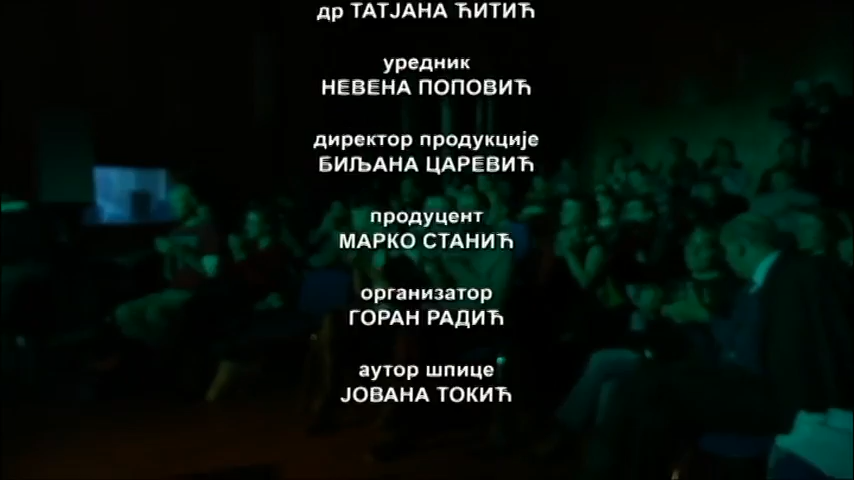 др ТАТЈАНА ЋИТИЋ
уредник
НЕВЕНА ПОПОВИЋ
директор продукције
БИЉАНА ЦАРЕВИЋ
продуцент
МАРКО СТАНИЋ
организатор
ГОРАН РАДИЋ
аутор шпице
ЈОВАНА ТОКИЋ